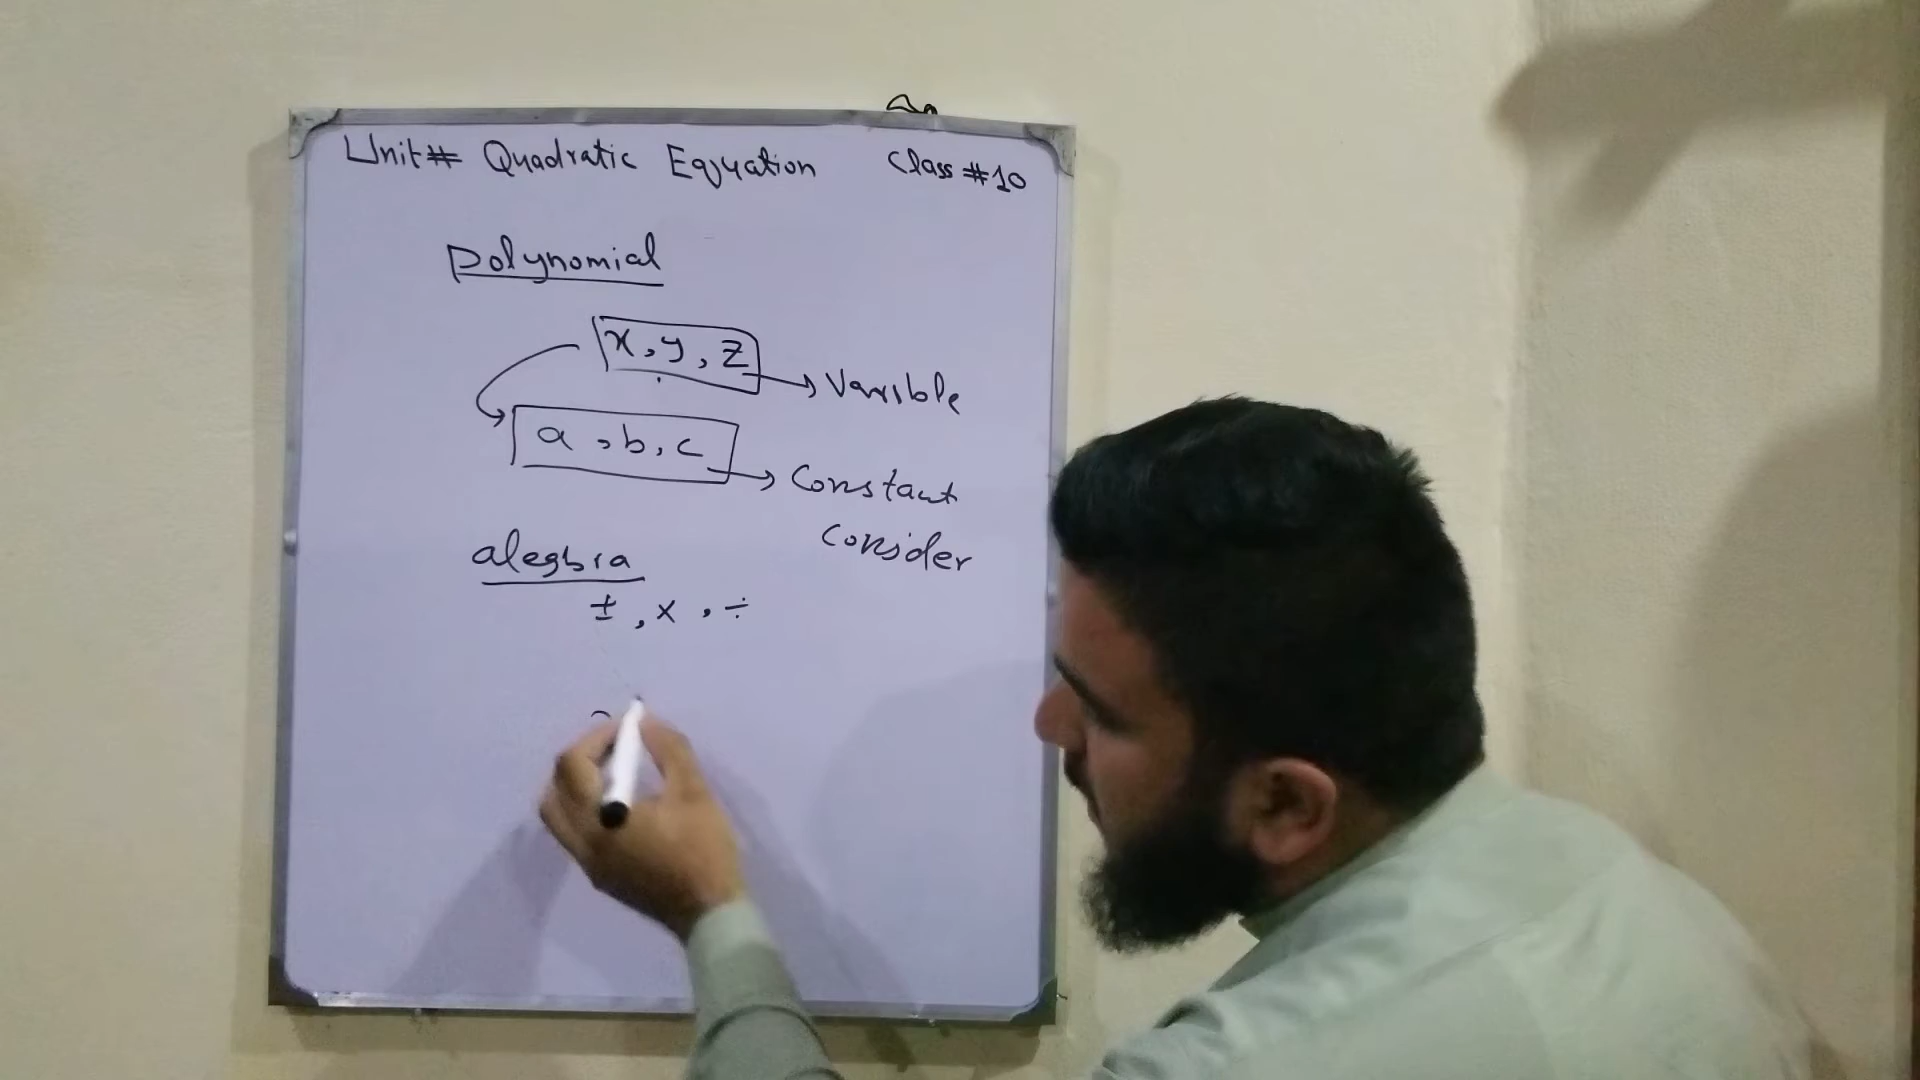 Unit# Quadratic Equation Class #10
Polynomial
x, y, z → Varible
a, b, c → Constant
Consider
alegbra
±, x, ÷